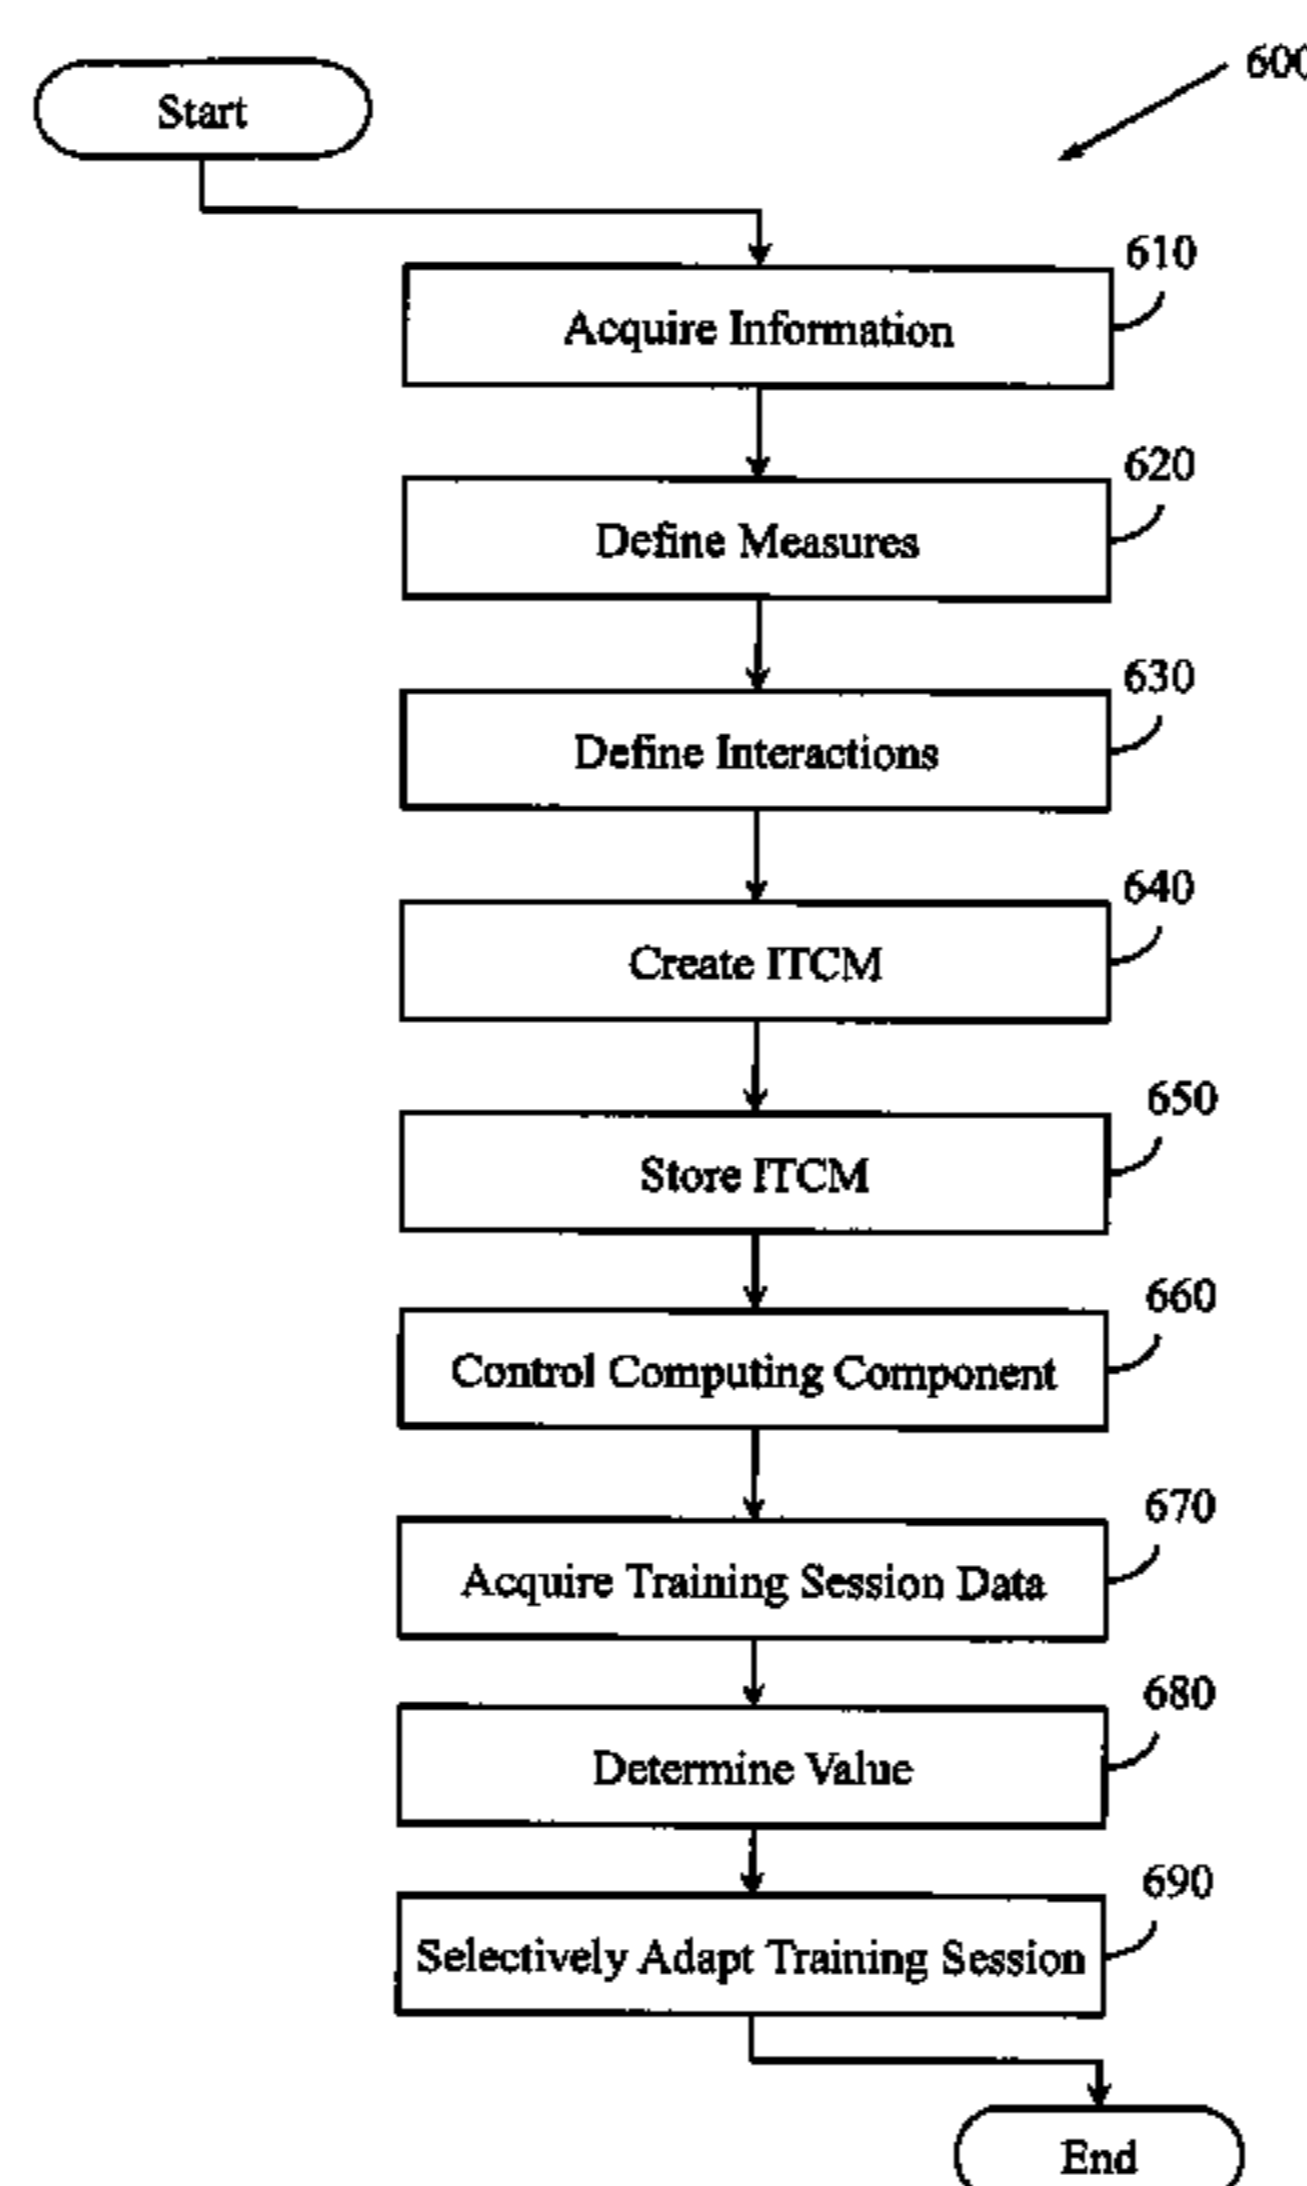 Start
600
610
Acquire Information
620
Define Measures
630
Define Interactions
640
Create ITCM
650
Store ITCM
660
Control Computing Component
670
Acquire Training Session Data
680
Determine Value
690
Selectively Adapt Training Session
End